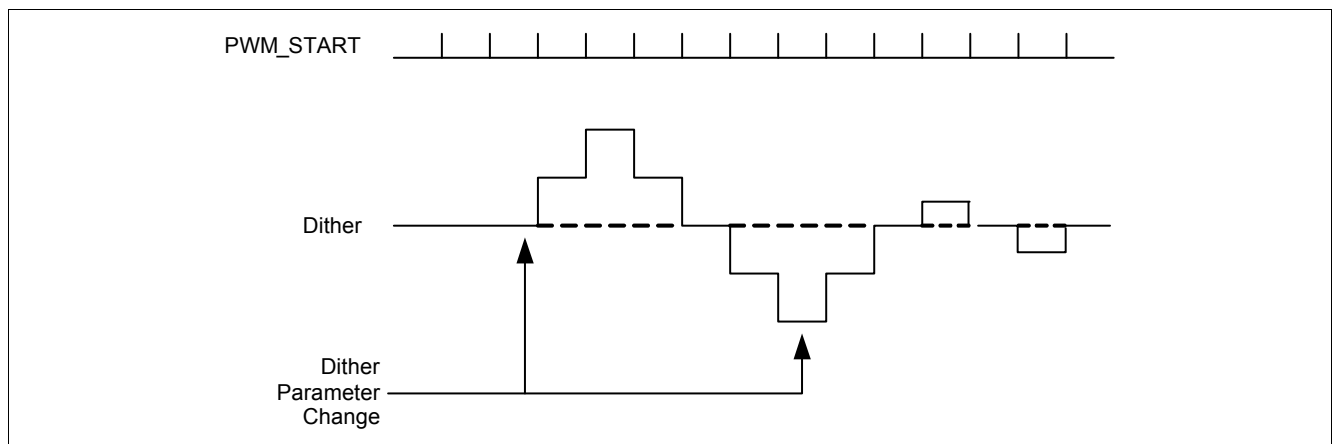 PWM_START
Dither
Dither
Parameter
Change